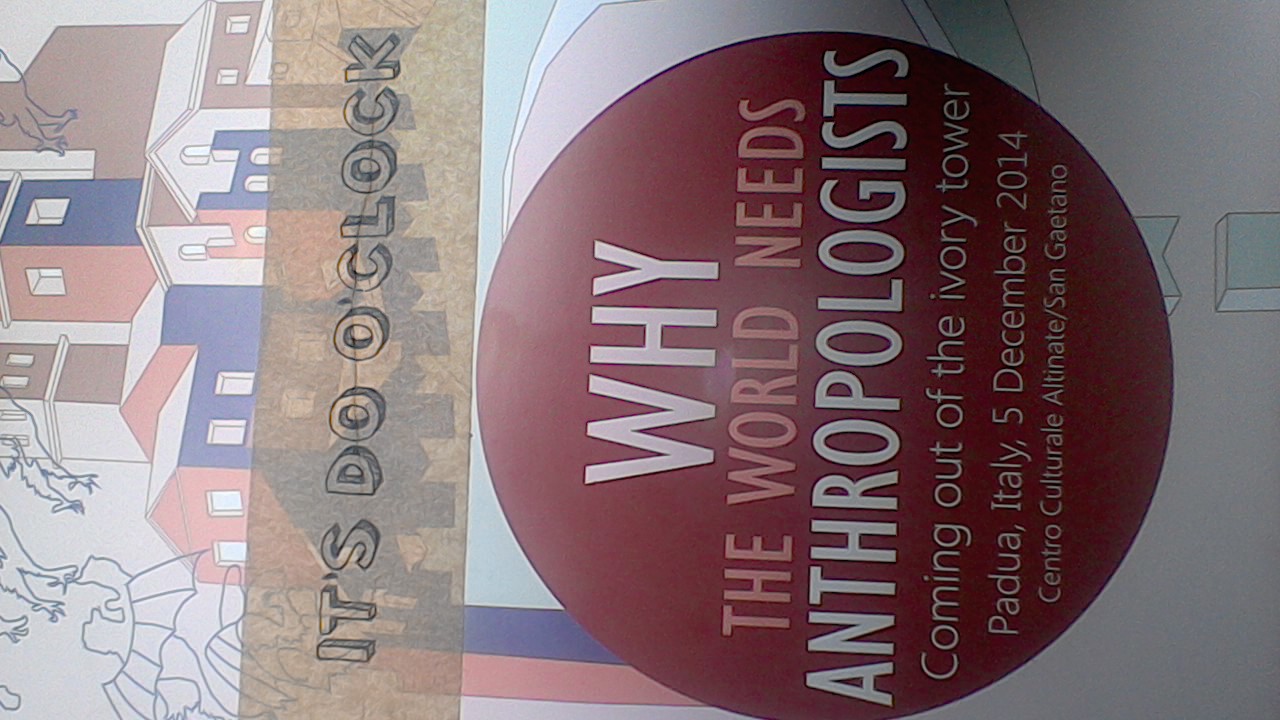 IT'S DO O'CLOCK
WHY
THE WORLD NEEDS
ANTHROPOLOGISTS
Coming out of the ivory tower
Padua, Italy, 5 December 2014
Centro Culturale Altinate/San Gaetano